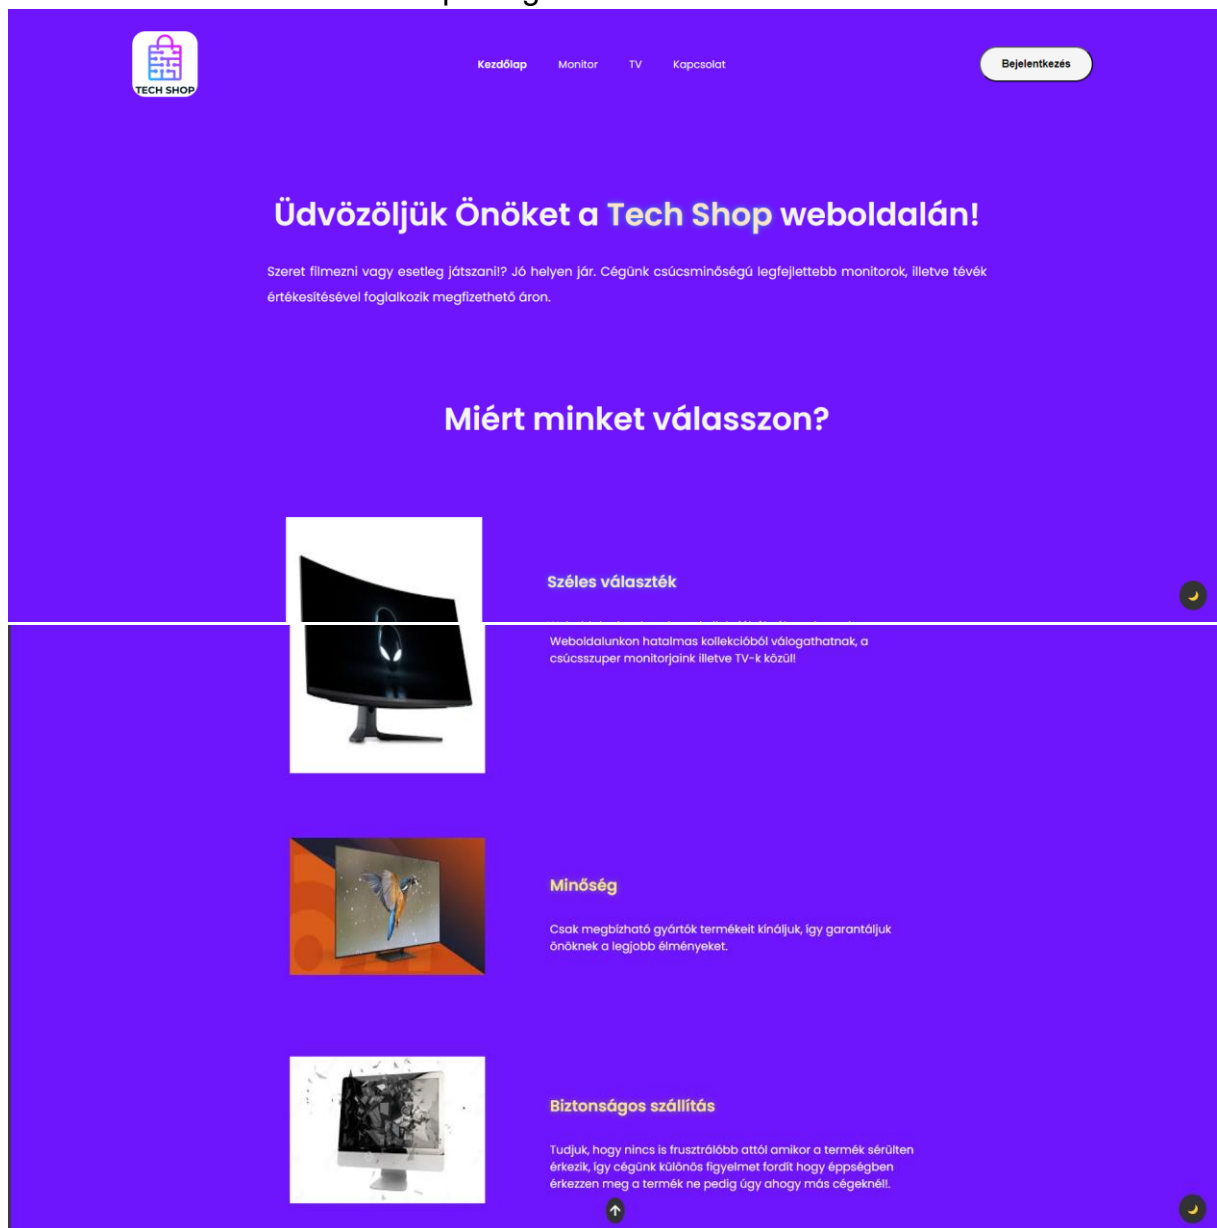 TECH SHOP
Kezdőlap Monitor TV Kapcsolat
Bejelentkezés
Üdvözöljük Önöket a Tech Shop weboldalán!
Szeret filmezni vagy esetleg játszani!? Jó helyen jár. Cégünk csúcsminőségú legfejlettebb monitorok, illetve tévék
értékesítésével foglalkozik megfizethető áron.
Miért minket válasszon?
Széles választék
Weboldalunkon hatalmas kollekcióból válogathatnak, a
csúcsszuper monitorjaink illetve TV-k közül!
Minőség
Csak megbízható gyártók termékeit kínáljuk, így garantáljuk
önöknek a legjobb élményeket.
Biztonságos szállítás
Tudjuk, hogy nincs is frusztrálóbb attól amikor a termék sérülten
érkezik, így cégünk különös figyelmet fordít hogy éppségben
érkezzen meg a termék ne pedig úgy ahogy más cégeknél!.